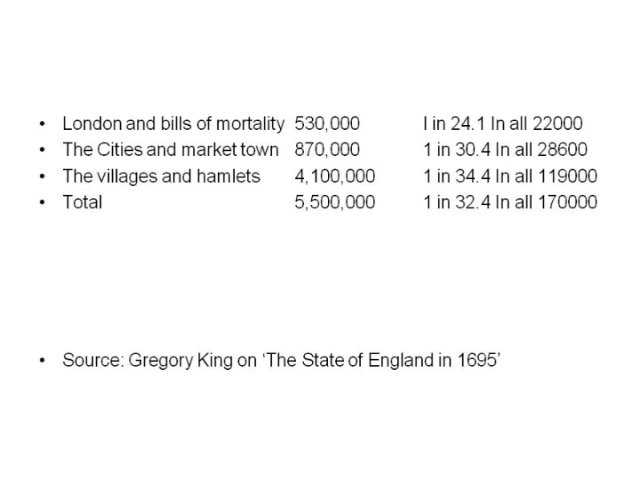 • London and bills of mortality 530,000 I in 24.1 In all 22000
• The Cities and market town 870,000 1 in 30.4 In all 28600
• The villages and hamlets 4,100,000 1 in 34.4 In all 119000
• Total 5,500,000 1 in 32.4 In all 170000
• Source: Gregory King on ‘The State of England in 1695’